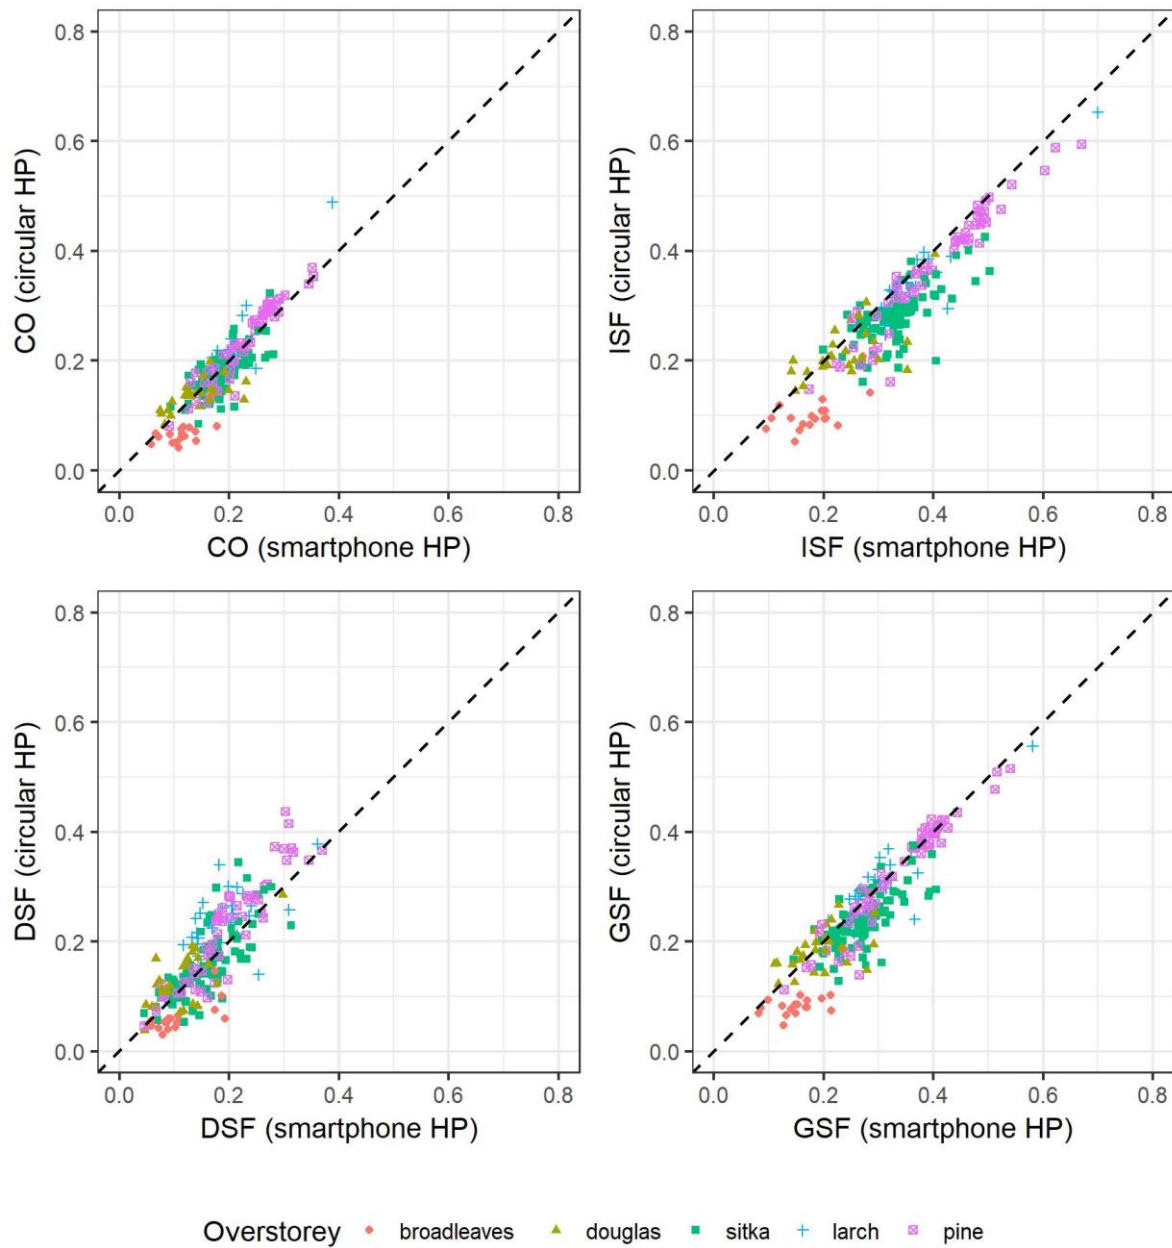 0.8
0.6
0.4
0.2
0.0
CO (circular HP)
0.0 0.2 0.4 0.6 0.8
CO (smartphone HP)
0.8
0.6
0.4
0.2
0.0
ISF (circular HP)
0.0 0.2 0.4 0.6 0.8
ISF (smartphone HP)
0.8
0.6
0.4
0.2
0.0
DSF (circular HP)
0.0 0.2 0.4 0.6 0.8
DSF (smartphone HP)
0.8
0.6
0.4
0.2
0.0
GSF (circular HP)
0.0 0.2 0.4 0.6 0.8
GSF (smartphone HP)
Overstorey broadleaves douglas sitka larch pine